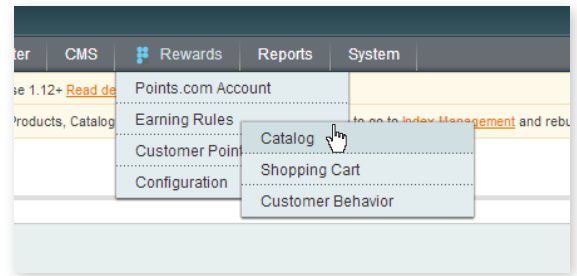 ter CMS Rewards Reports System
se 1.12+ Read de
Points.com Account
Products, Catalog
Earning Rules
to go to Index Management and rebu
Catalog
Customer Point
Shopping Cart
Configuration
Customer Behavior